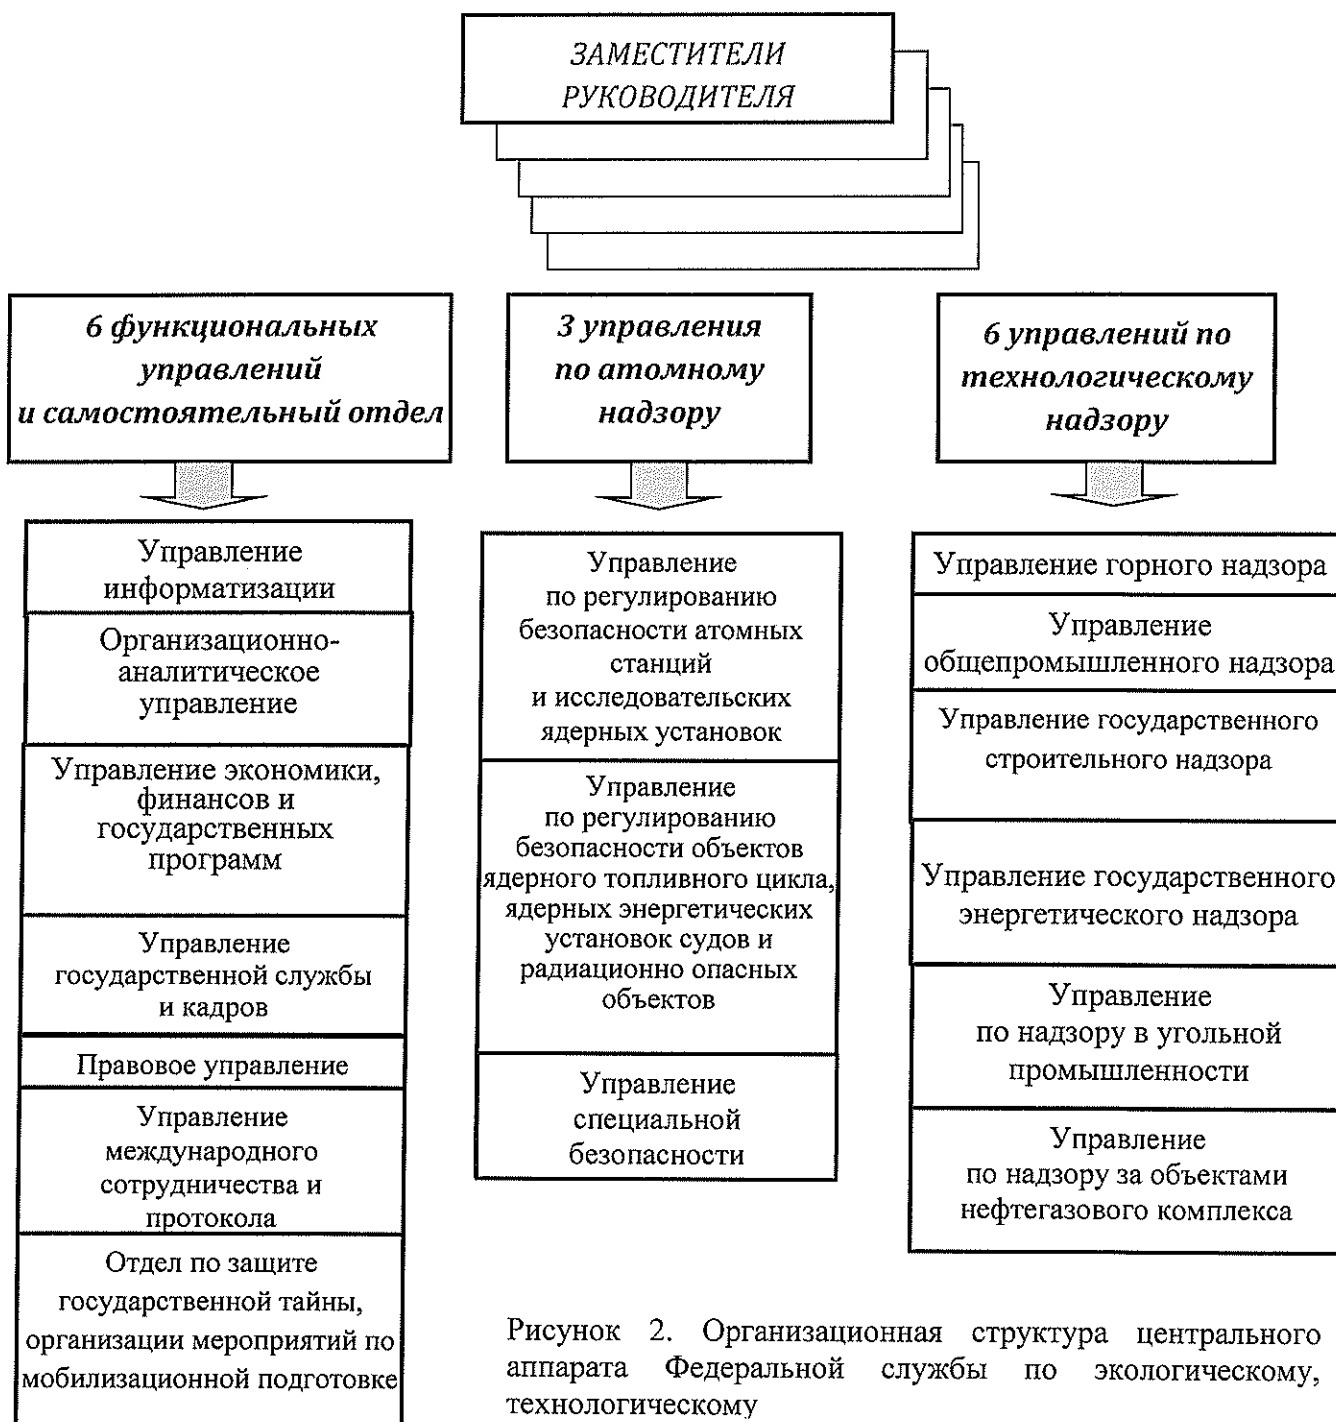 ЗАМЕСТИТЕЛИ
РУКОВОДИТЕЛЯ
6 функциональных
управлений
и самостоятельный отдел
3 управления
по атомному
надзору
6 управлений по
технологическому
надзору
Управление
информатизации
Организационно-
аналитическое
управление
Управление экономики,
финансов и
государственных
программ
Управление
государственной службы
и кадров
Правовое управление
Управление
международного
сотрудничества и
протокола
Отдел по защите
государственной тайны,
организации мероприятий по
мобилизационной подготовке
Управление
по регулированию
безопасности атомных
станций
и исследовательских
ядерных установок
Управление
по регулированию
безопасности объектов
ядерного топливного цикла,
ядерных энергетических
установок судов и
радиационно опасных
объектов
Управление
специальной
безопасности
Управление горного надзора
Управление
общепромышленного надзора
Управление государственного
строительного надзора
Управление государственного
энергетического надзора
Управление
по надзору в угольной
промышленности
Управление
по надзору за объектами
нефтегазового комплекса
Рисунок 2. Организационная структура центрального
аппарата Федеральной службы по экологическому,
технологическому